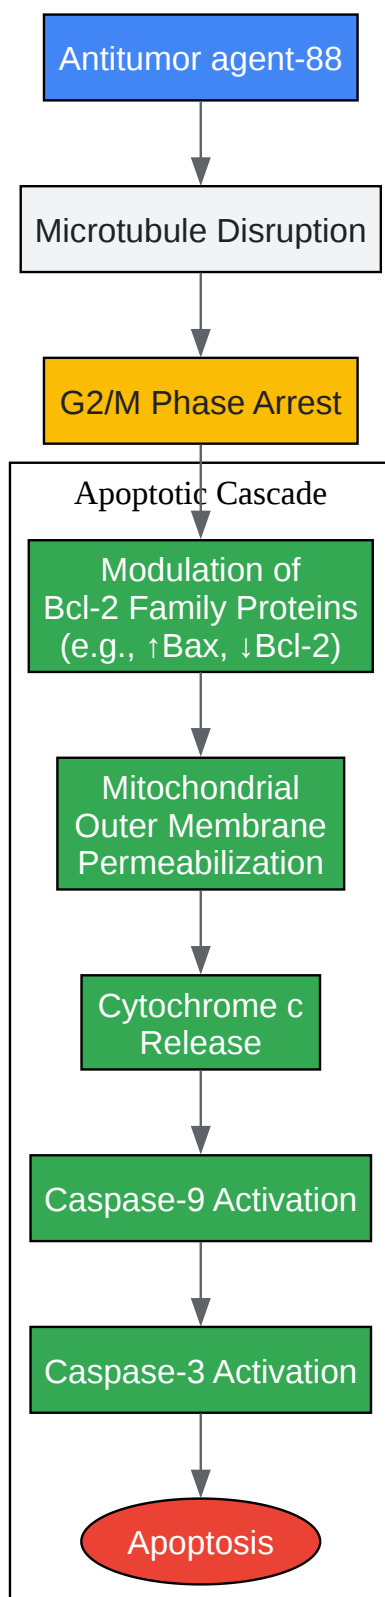 Antitumor agent-88
Microtubule Disruption
G2/M Phase Arrest
Apoptotic Cascade
Modulation of
Bcl-2 Family Proteins
(e.g., ↑Bax, ↓Bcl-2)
Mitochondrial
Outer Membrane
Permeabilization
Cytochrome c
Release
Caspase-9 Activation
Caspase-3 Activation
Apoptosis